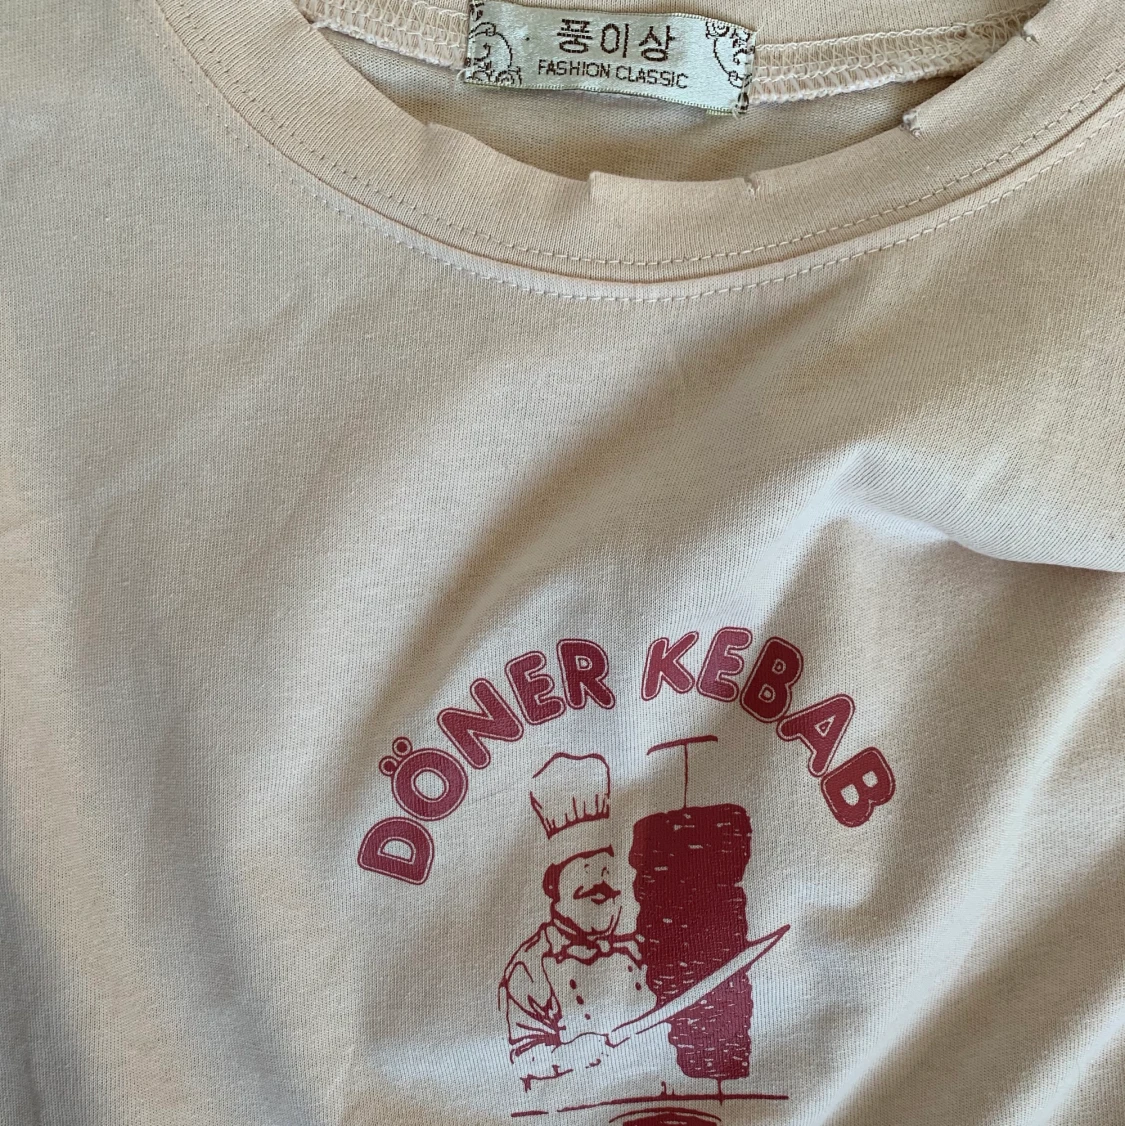 풍이상
FASHION CLASSIC
DÖNER KEBAB